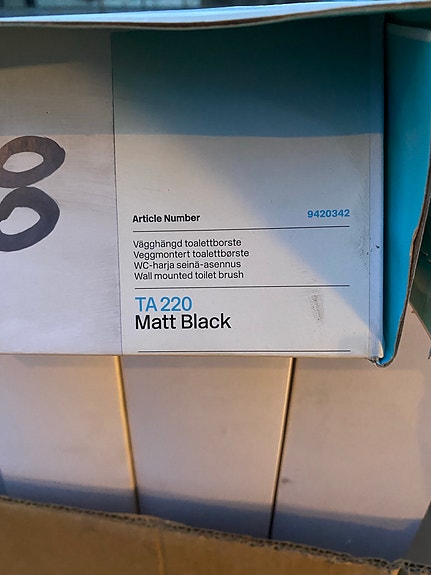 Article Number 9420342
Vägghängd toalettborste
Veggmontert toalettbørste
WC-harja seinä-asennus
Wall mounted toilet brush
TA 220
Matt Black